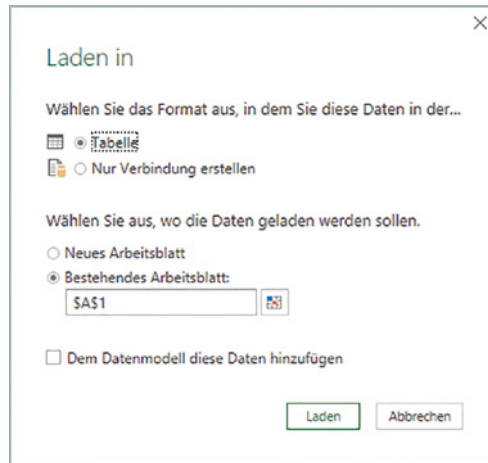 Laden in
Wählen Sie das Format aus, in dem Sie diese Daten in der...
Tabelle
Nur Verbindung erstellen
Wählen Sie aus, wo die Daten geladen werden sollen.
Neues Arbeitsblatt
Bestehendes Arbeitsblatt:
$A$1
Dem Datenmodell diese Daten hinzufügen
Laden Abbrechen